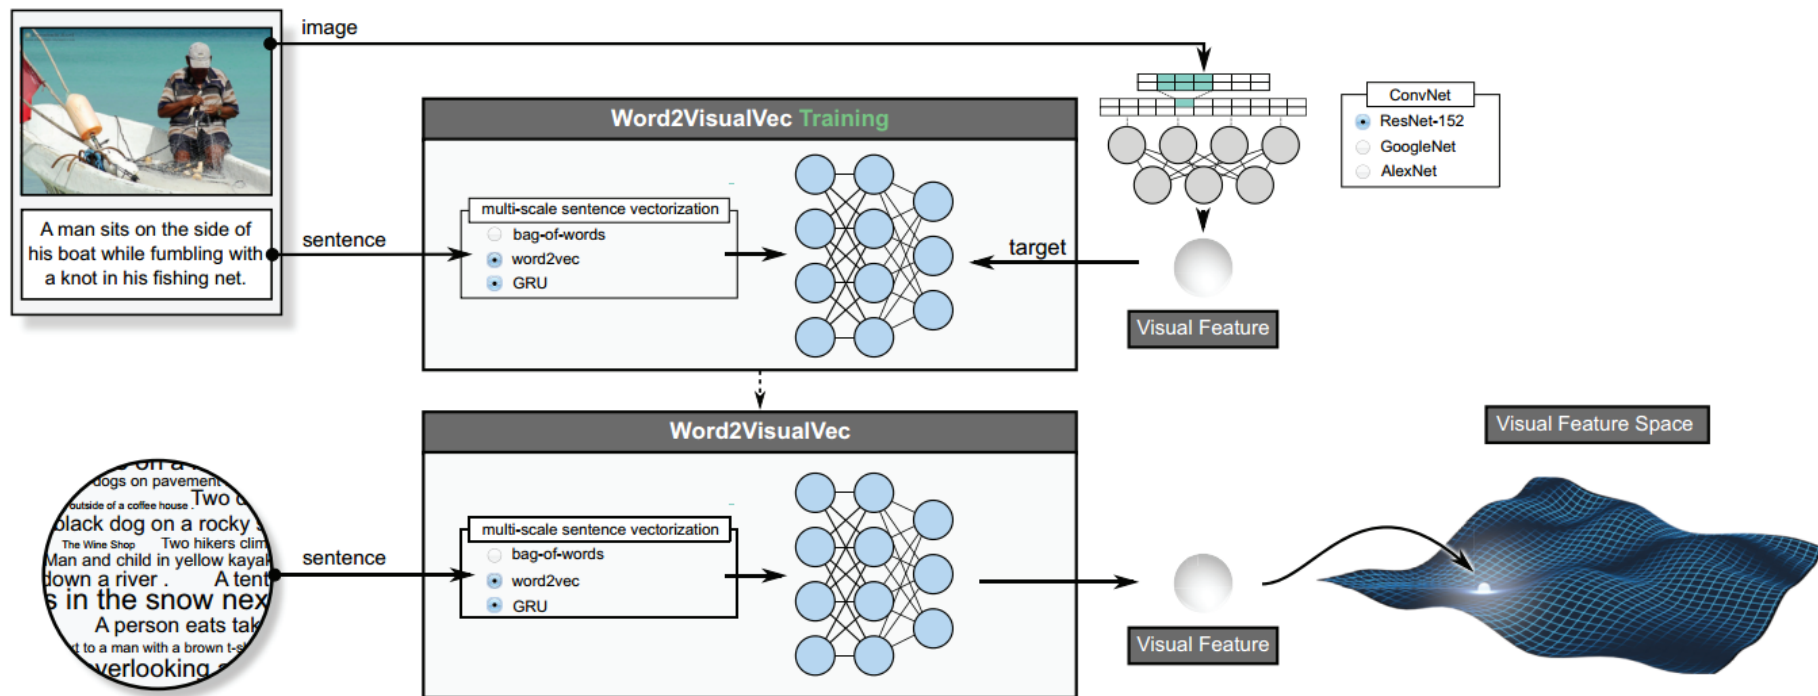 image
Word2VisualVec Training
ConvNet
ResNet-152
GoogleNet
AlexNet
multi-scale sentence vectorization
bag-of-words
word2vec
GRU
A man sits on the side of
his boat while fumbling with
a knot in his fishing net.
sentence
target
Visual Feature
Word2VisualVec
Visual Feature Space
dogs on pavement
outside of a coffee house . Two
black dog on a rocky
The Wine Shop Two hikers clim
Man and child in yellow kayak
down a river . A tent
s in the snow nex
A person eats tak
xt to a man with a brown t-s
overlooking
sentence
multi-scale sentence vectorization
bag-of-words
word2vec
GRU
Visual Feature